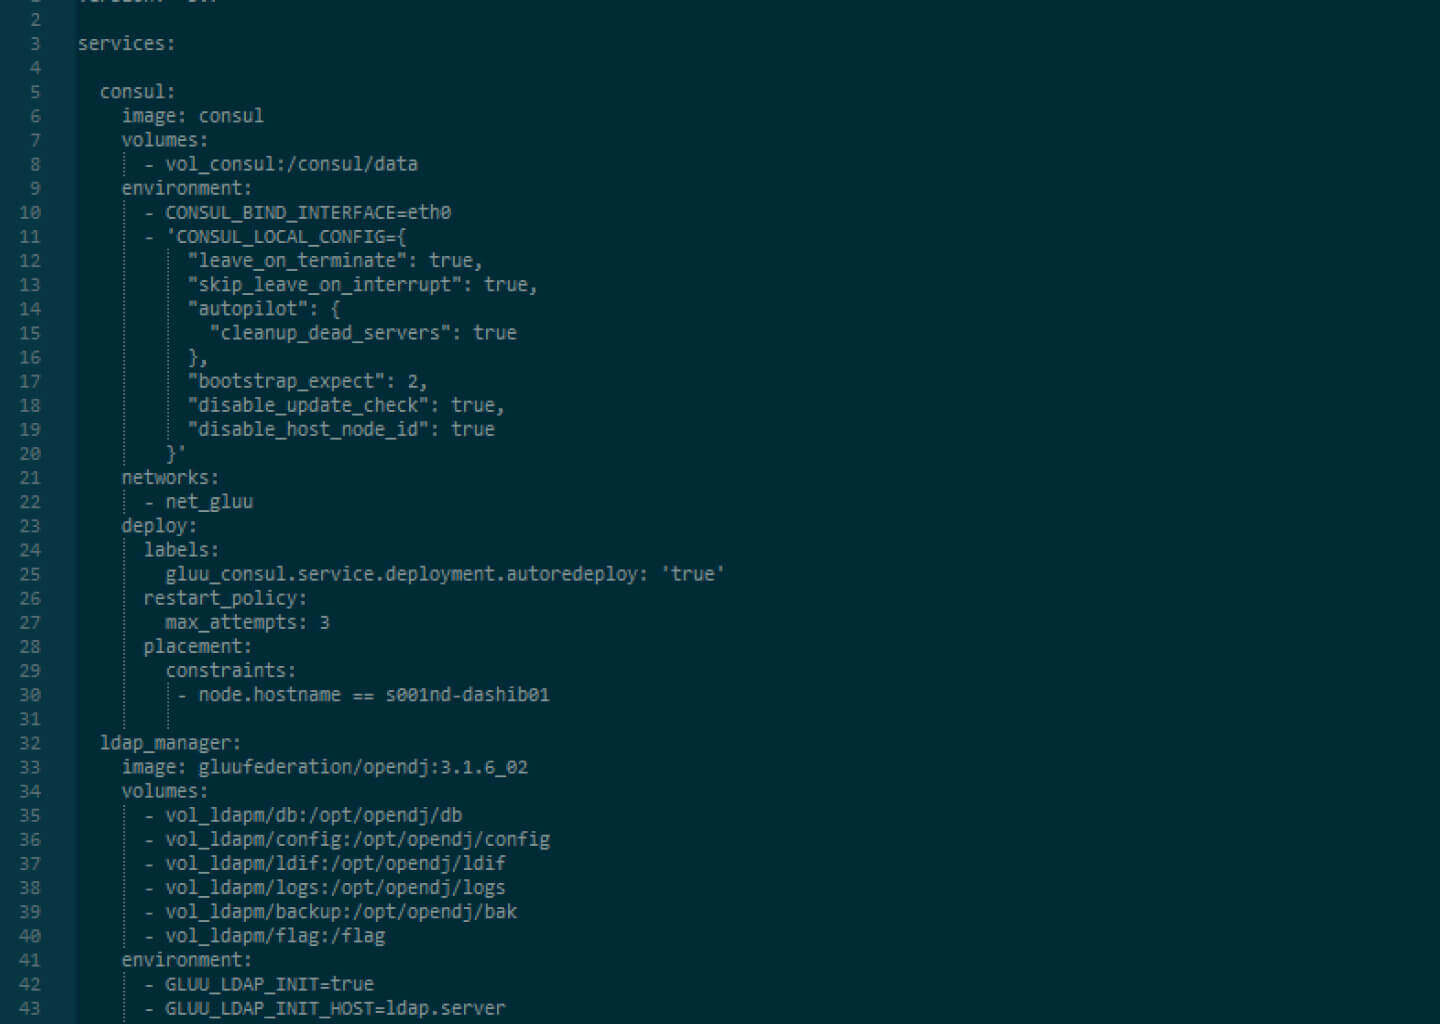 2
3 services:
4
5 consul:
6 image: consul
7 volumes:
8 - vol_consul:/consul/data
9 environment:
10 - CONSUL_BIND_INTERFACE=eth0
11 - 'CONSUL_LOCAL_CONFIG={
12 "leave_on_terminate": true,
13 "skip_leave_on_interrupt": true,
14 "autopilot": {
15 "cleanup_dead_servers": true
16 },
17 "bootstrap_expect": 2,
18 "disable_update_check": true,
19 "disable_host_node_id": true
20 }'
21 networks:
22 - net_gluu
23 deploy:
24 labels:
25 gluu_consul.service.deployment.autoredeploy: 'true'
26 restart_policy:
27 max_attempts: 3
28 placement:
29 constraints:
30 - node.hostname == s001nd-dashib01
31
32 ldap_manager:
33 image: gluufederation/opendj:3.1.6_02
34 volumes:
35 - vol_ldapm/db:/opt/opendj/db
36 - vol_ldapm/config:/opt/opendj/config
37 - vol_ldapm/ldif:/opt/opendj/ldif
38 - vol_ldapm/logs:/opt/opendj/logs
39 - vol_ldapm/backup:/opt/opendj/bak
40 - vol_ldapm/flag:/flag
41 environment:
42 - GLUU_LDAP_INIT=true
43 - GLUU_LDAP_INIT_HOST=ldap.server